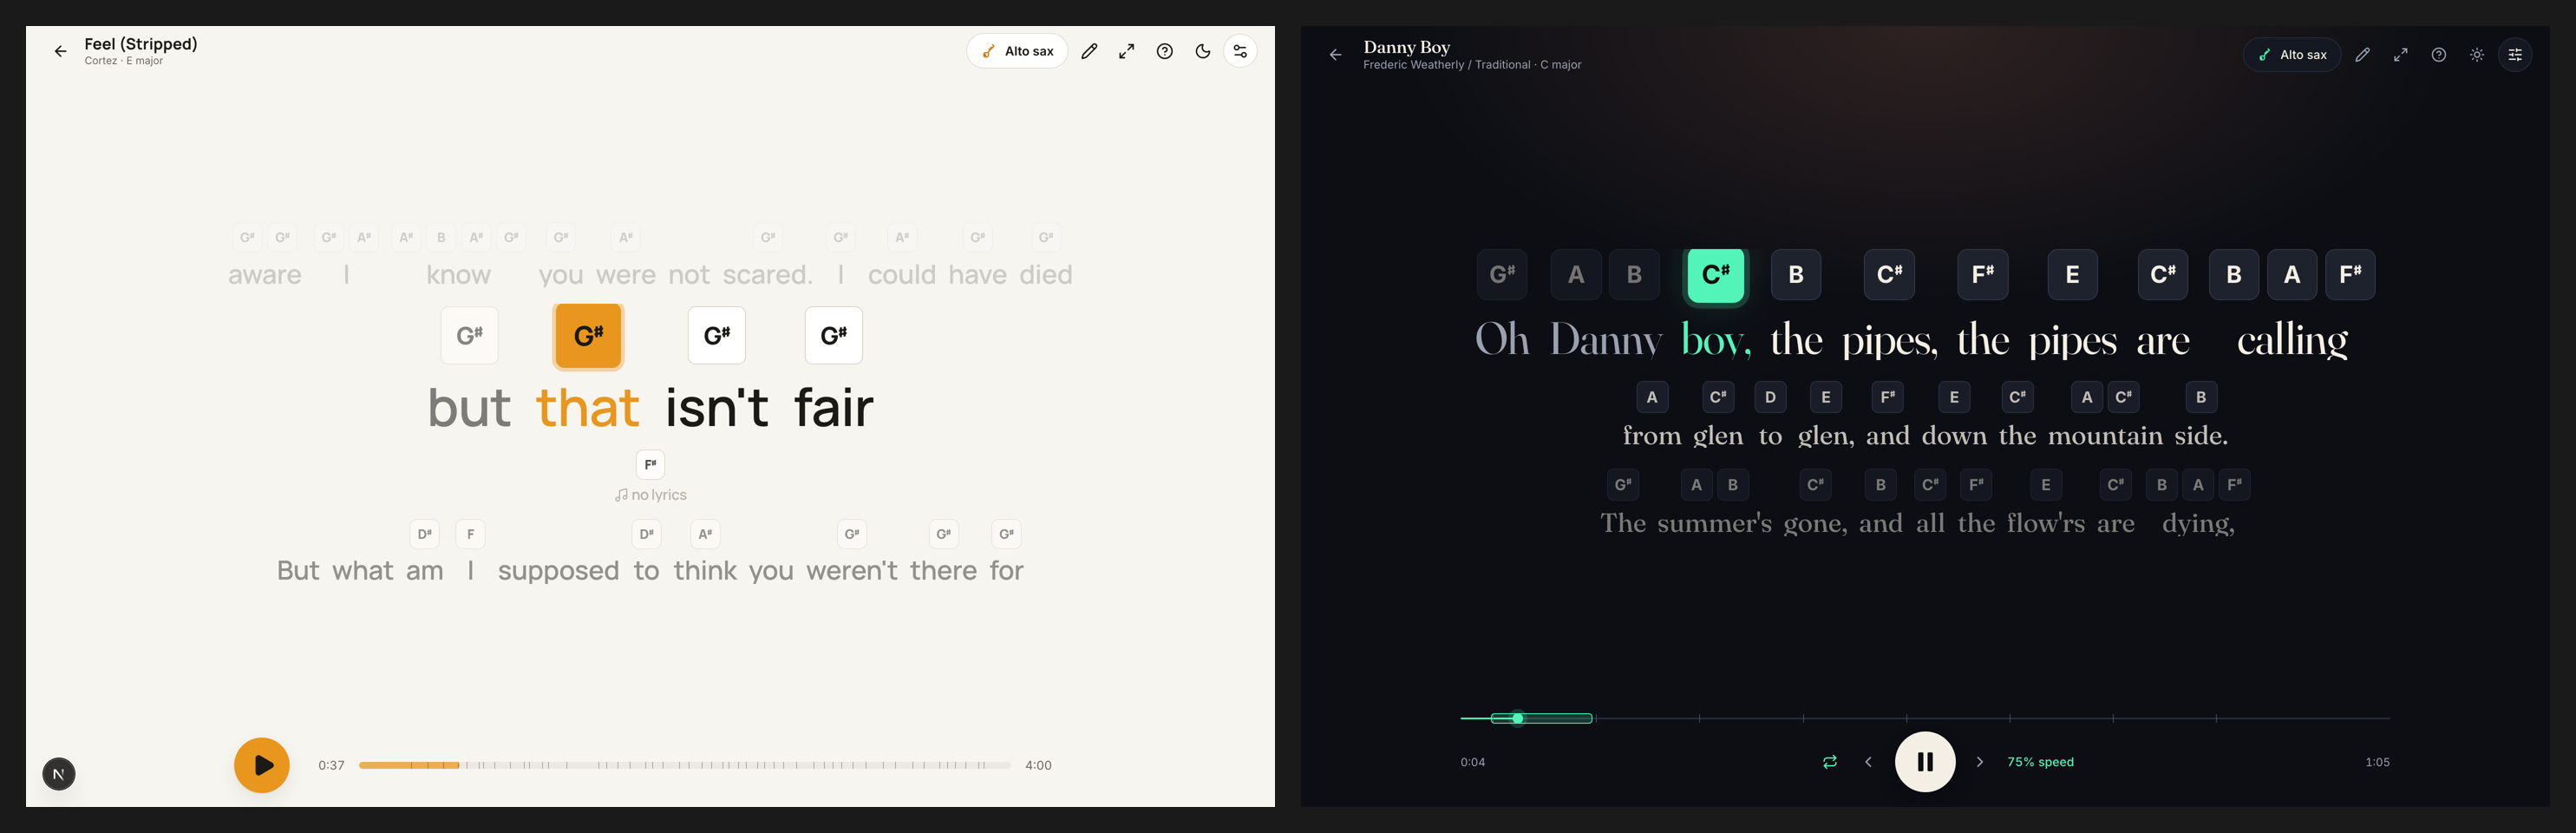 Feel (Stripped)
Cortez · E major
Alto sax
G# G# G# A# A# B A# G# G# A# G# G# A# G# G#
aware I know you were not scared. I could have died
G# G# G# G#
but that isn't fair
F#
no lyrics
D# F D# A# G# G# G#
But what am I supposed to think you weren't there for
0:37
4:00
N
Danny Boy
Frederic Weatherly / Traditional · C major
Alto sax
G# A B C# B C# F# E C# B A F#
Oh Danny boy, the pipes, the pipes are calling
A C# D E F# E C# A C# B
from glen to glen, and down the mountain side.
G# A B C# B C# F# E C# B A F#
The summer's gone, and all the flow'rs are dying,
0:04
75% speed
1:05